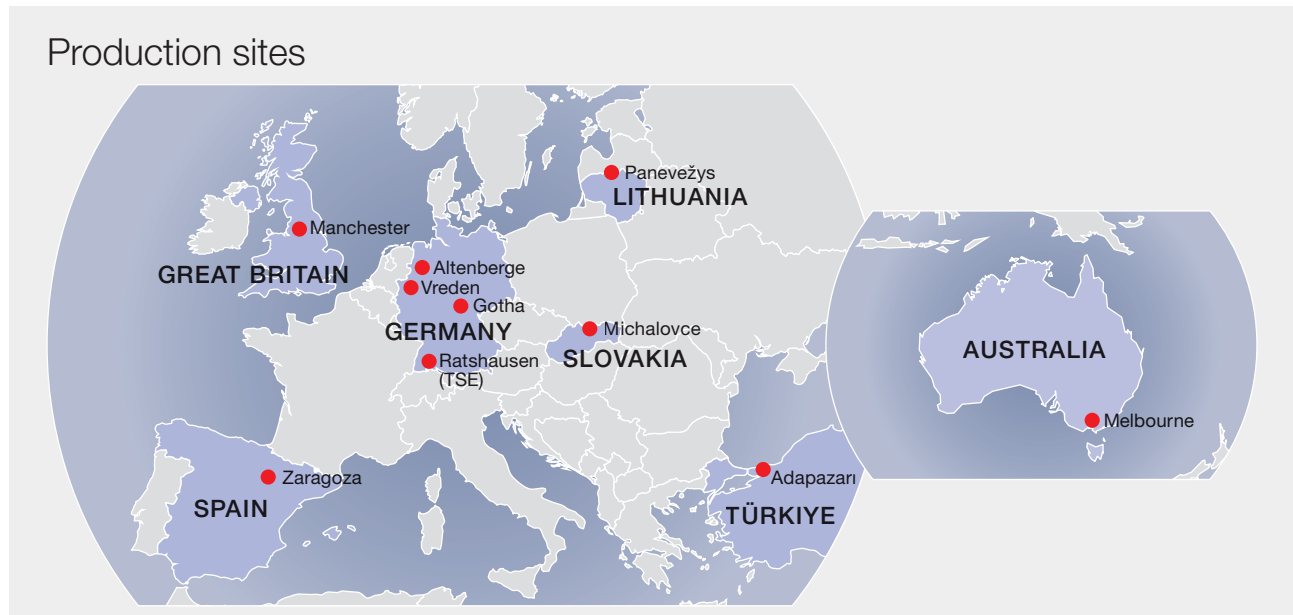 Production sites
Panevežys
LITHUANIA
Manchester
GREAT BRITAIN
Altenberge
Vreden
Gotha
GERMANY
Ratshausen
(TSE)
Michalovce
SLOVAKIA
AUSTRALIA
Melbourne
Zaragoza
SPAIN
Adapazarı
TÜRKIYE